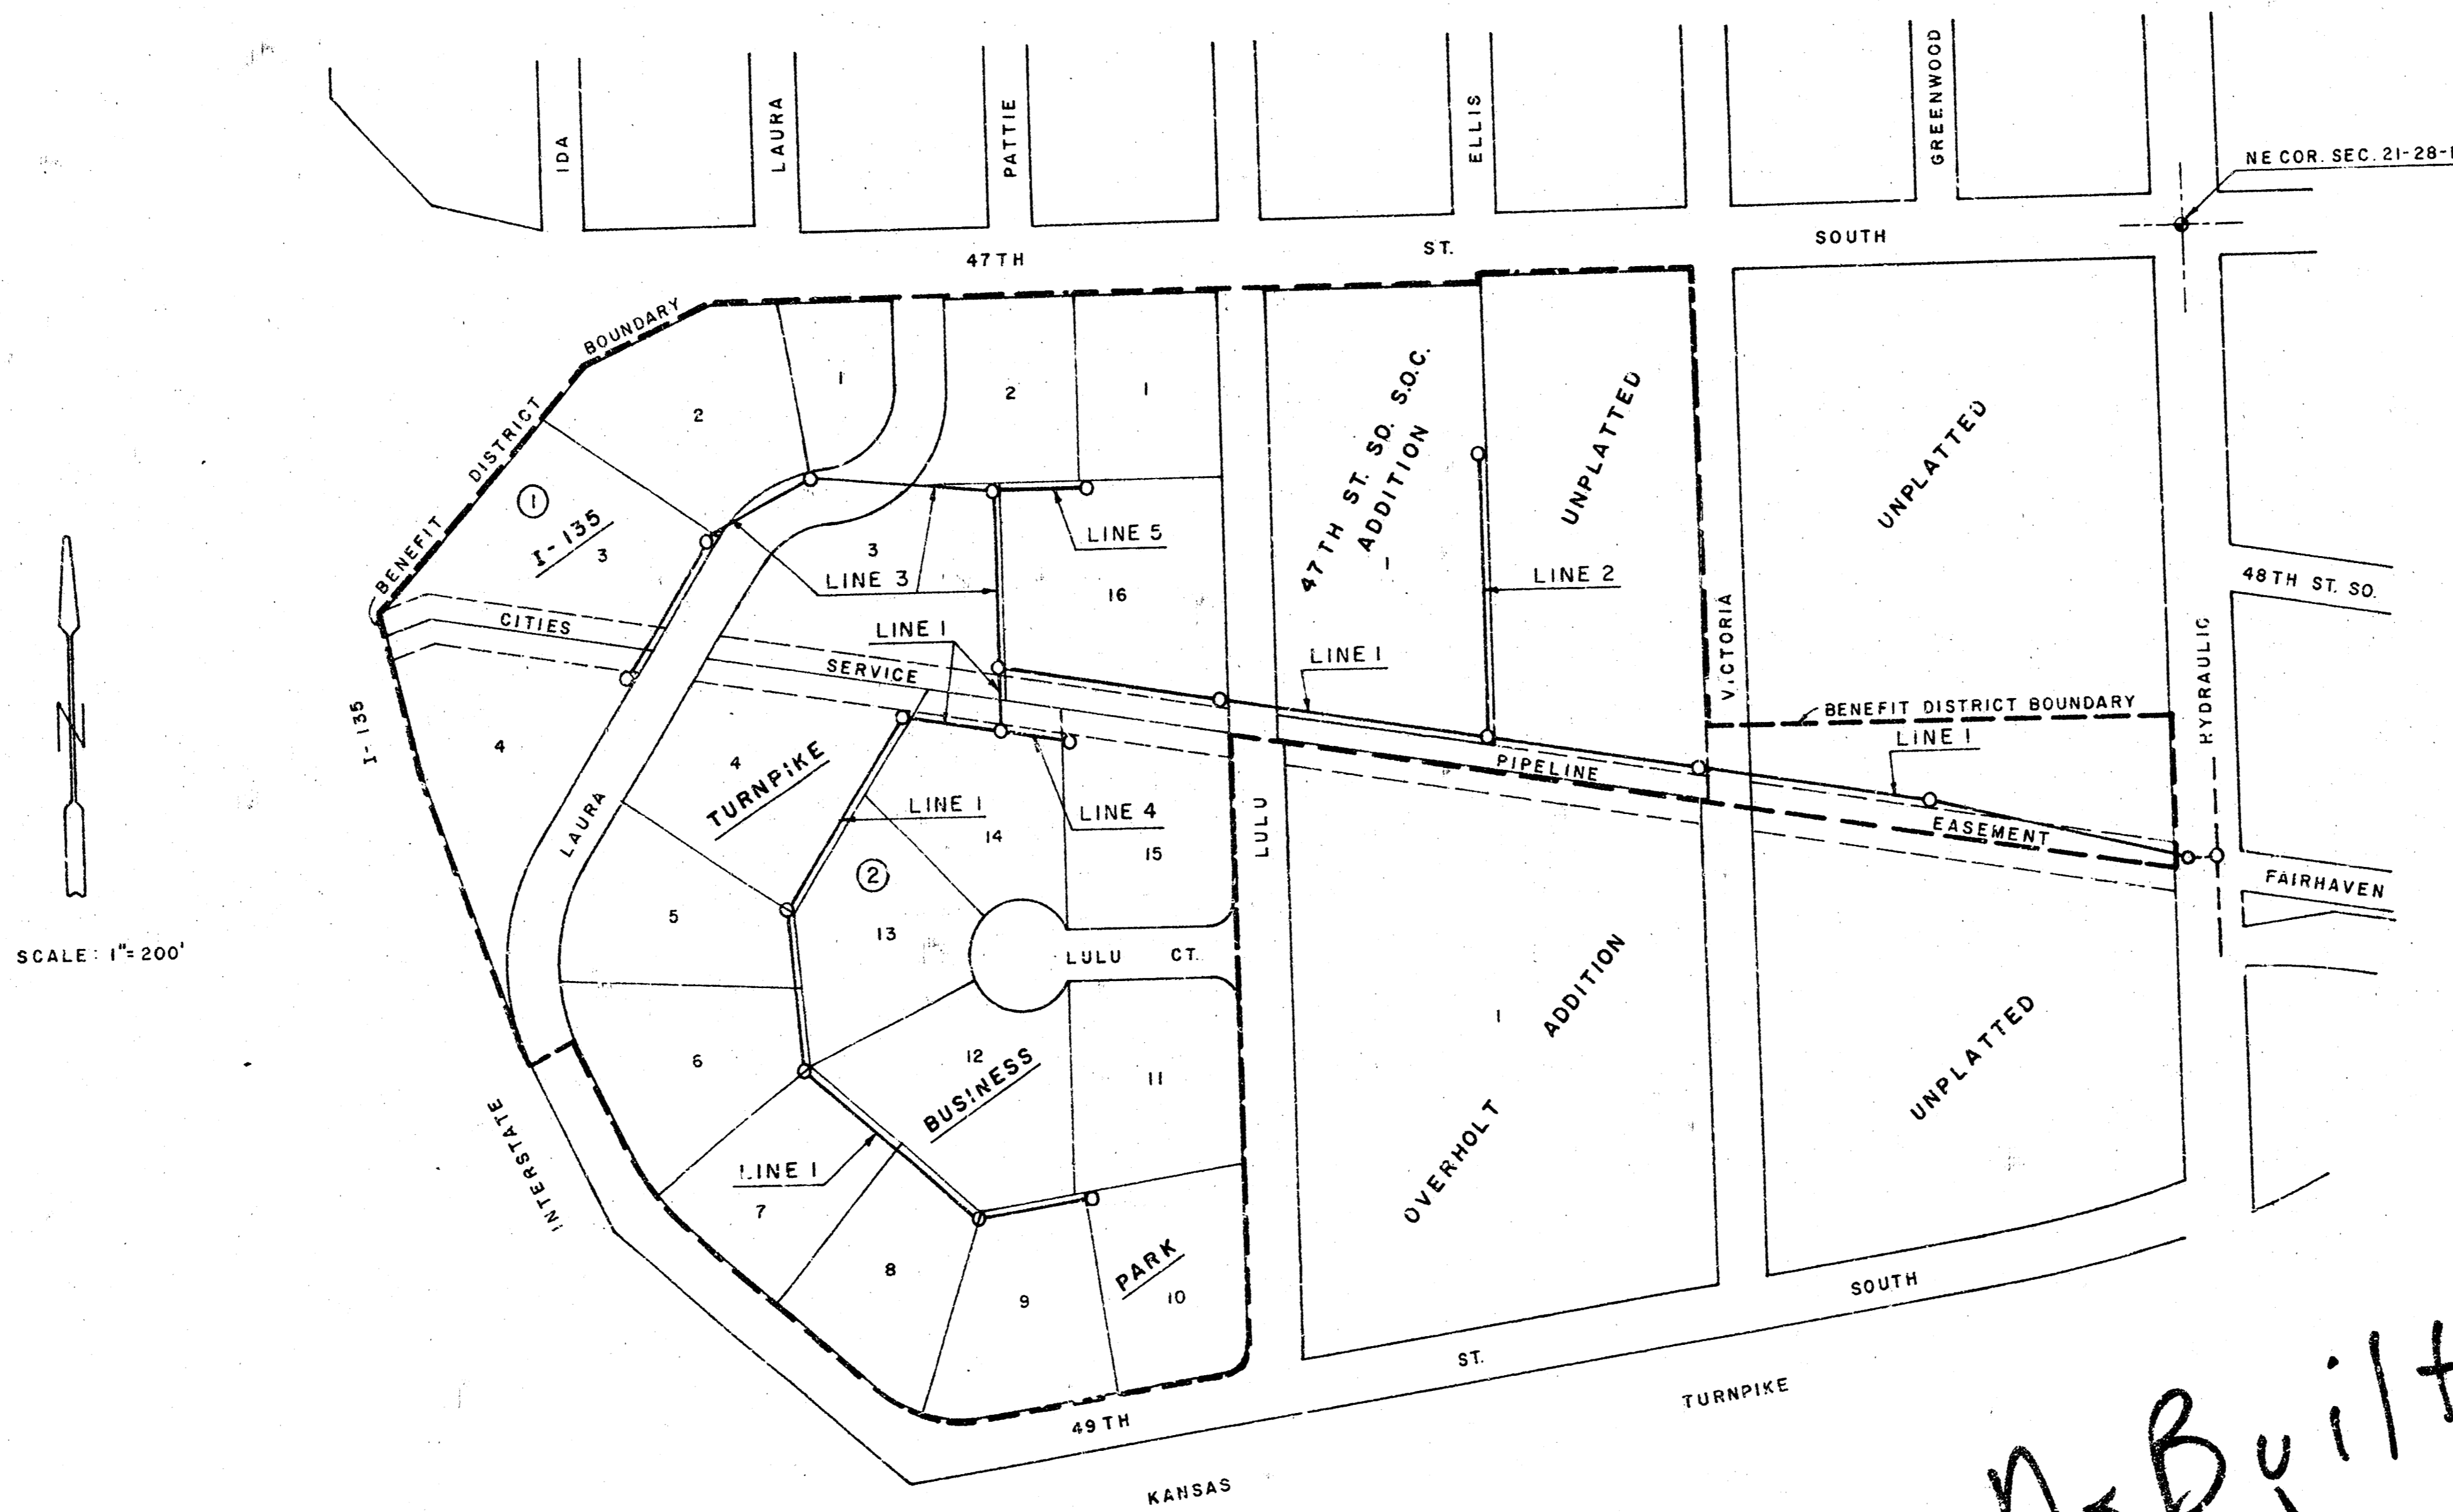 IDA
LAURA
PATTIE
ELLIS
GREENWOOD
NE COR. SEC. 21-28-1
47TH ST. SOUTH
BENEFIT DISTRICT BOUNDARY
1
2
2
1
1
I-135
3
3
LINE 3
LINE 5
16
47TH ST. SO. S.O.C.
ADDITION
1
UNPLATTED
UNPLATTED
LINE 2
VICTORIA
48TH ST. SO.
HYDRAULIC
CITIES SERVICE PIPELINE EASEMENT
LINE 1
LINE 1
BENEFIT DISTRICT BOUNDARY
LINE 1
I-135
4
4
TURNPIKE
LINE 1
LINE 4
14
15
LULU
LAURA
FAIRHAVEN
SCALE: 1"=200'
2
5
13
LULU CT.
ADDITION
1
6
12
BUSINESS
11
OVERHOLT
UNPLATTED
INTERSTATE
LINE 1
7
8
9
PARK
10
49TH ST. SOUTH
KANSAS TURNPIKE
Built